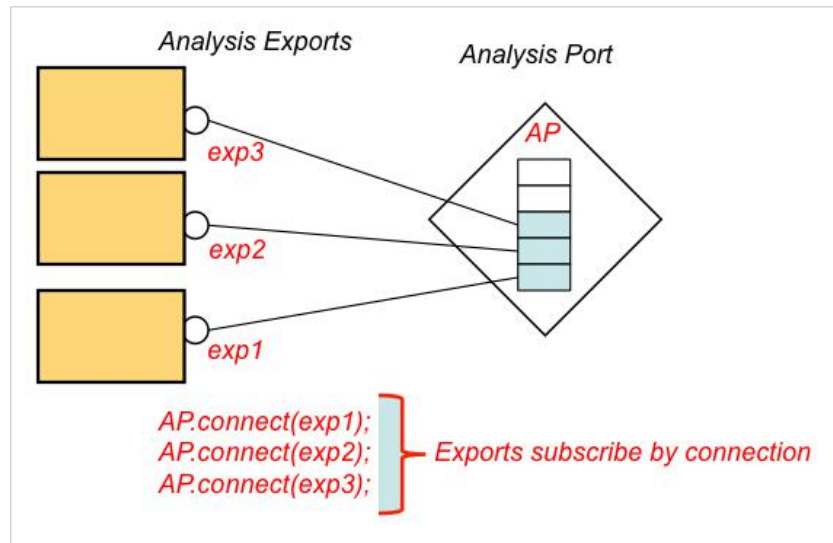 Analysis Exports
Analysis Port
AP
exp3
exp2
exp1
AP.connect(exp1);
AP.connect(exp2);
AP.connect(exp3);
Exports subscribe by connection